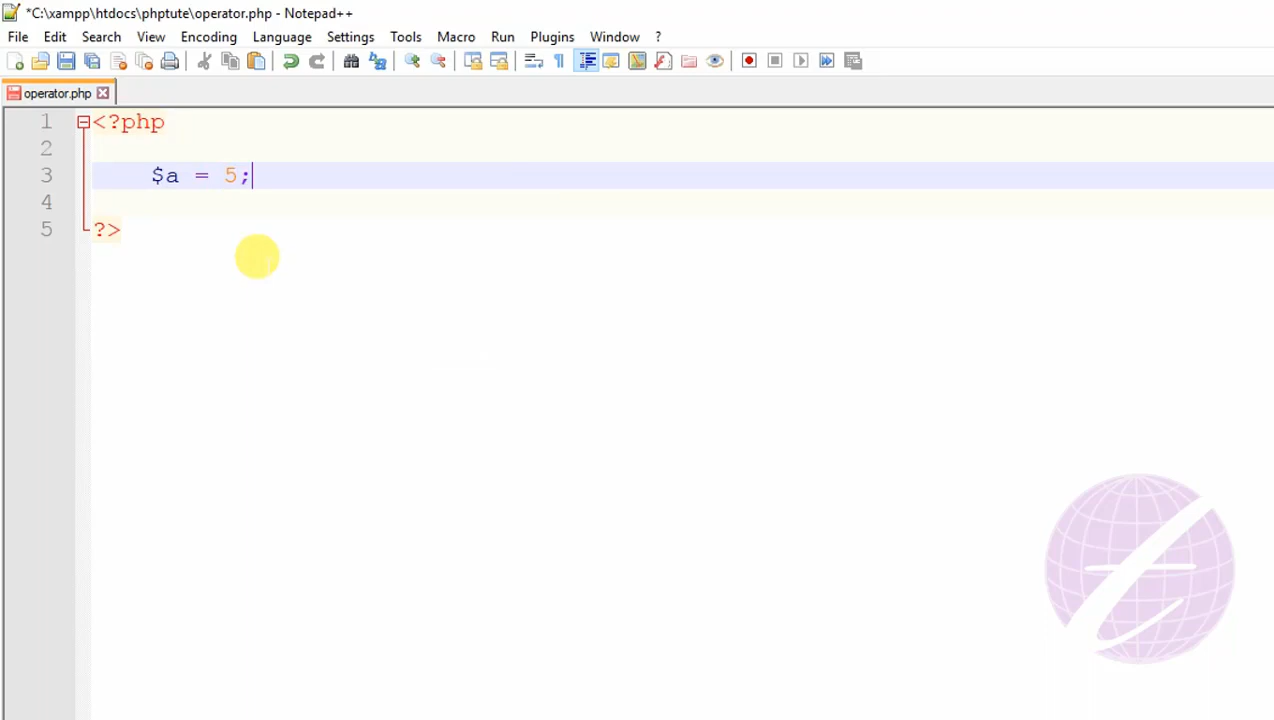 *C:\xampp\htdocs\phptute\operator.php - Notepad++
File Edit Search View Encoding Language Settings Tools Macro Run Plugins Window ?
operator.php
1 <?php
2
3 $a = 5;
4
5 ?>